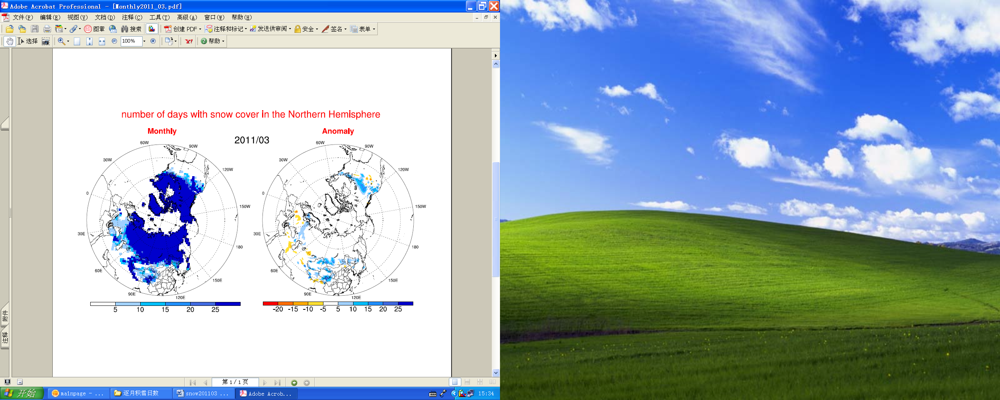 Adobe Acrobat Professional - [Monthly2011_03.pdf]
文件(F) 编辑(E) 视图(V) 文档(D) 注释(C) 工具(T) 高级(A) 窗口(W) 帮助(H)
图章 搜索 创建 PDF 注释和标记 发送供审阅 安全 签名 表单
选择 100% Y! 帮助
number of days with snow cover in the Northern Hemisphere
Monthly Anomaly
2011/03
60W 90W 60W 90W
30W 120W 30W 120W
0 150W 0 150W
30E 180 30E 180
60E 150E 60E 150E
90E 120E 90E 120E
5 10 15 20 25
-20 -15 -10 -5 5 10 15 20 25
附件
注释
第 1 / 1 页
开始 mainpage - ... 逐月积雪日数 snow201103 ... Adobe Acrob... 15:34